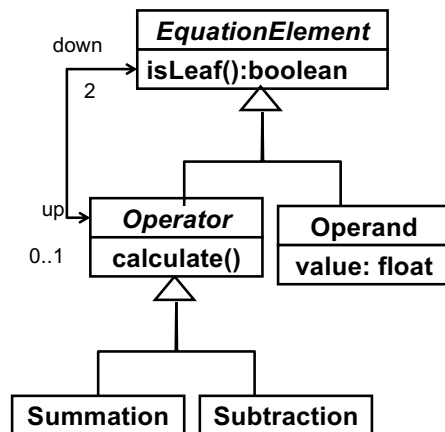 EquationElement
down
isLeaf():boolean
2
up
Operator
Operand
0..1
calculate()
value: float
Summation
Subtraction